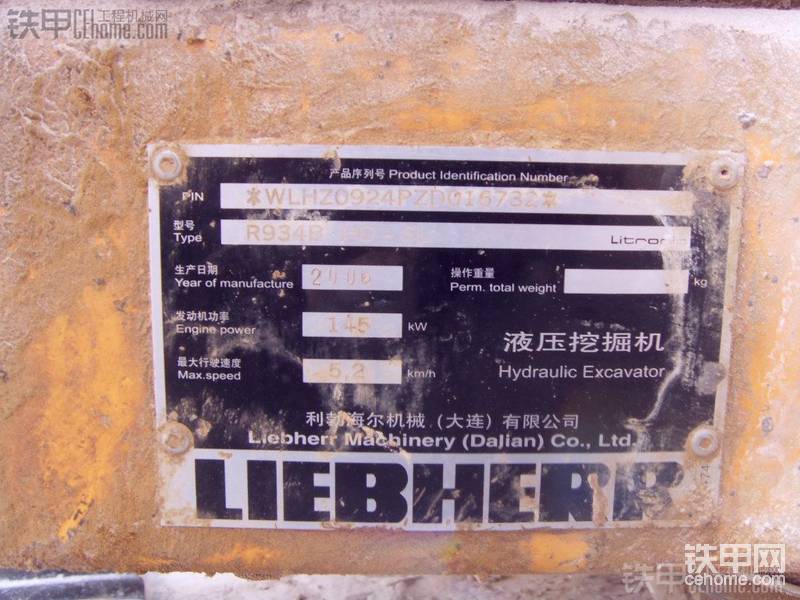 铁甲 工程机械网
CEhome.com
产品序列号 Product Identification Number
PIN *WLHZ0924PZD016732*
型号
Type R934B Litronic
生产日期
Year of manufacture 2006
操作重量
Perm. total weight kg
发动机功率
Engine power 145 kW
液压挖掘机
Hydraulic Excavator
最大行驶速度
Max.speed 5.2 km/h
利勃海尔机械（大连）有限公司
Liebherr Machinery (Dalian) Co., Ltd.
LIEBHERR
铁甲网
cehome.com